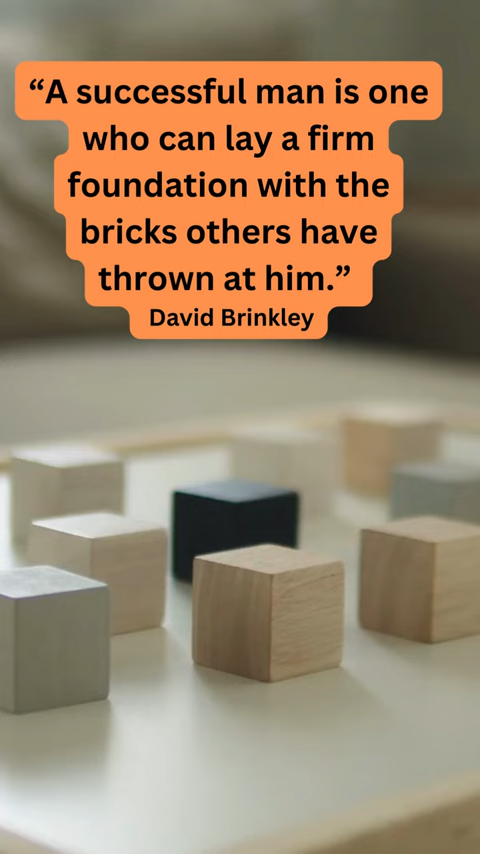 “A successful man is one
who can lay a firm
foundation with the
bricks others have
thrown at him.”
David Brinkley